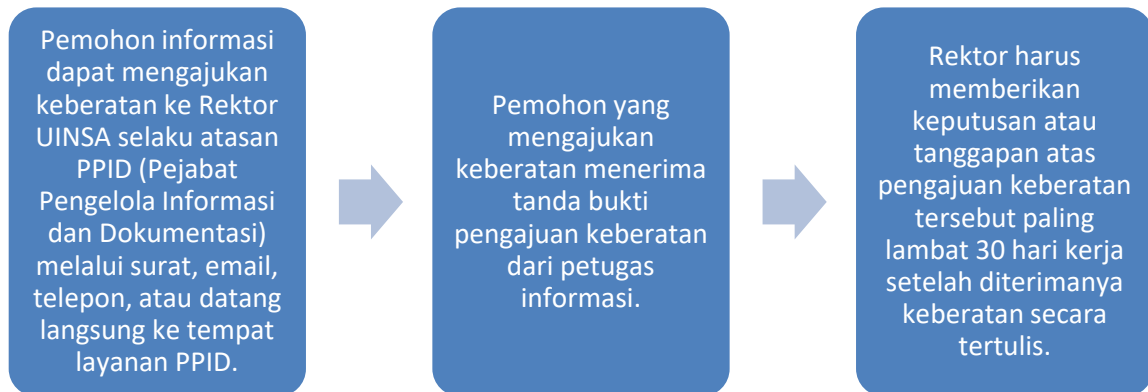 Pemohon informasi
dapat mengajukan
keberatan ke Rektor
UINSA selaku atasan
PPID (Pejabat
Pengelola Informasi
dan Dokumentasi)
melalui surat, email,
telepon, atau datang
langsung ke tempat
layanan PPID.
Pemohon yang
mengajukan
keberatan menerima
tanda bukti
pengajuan keberatan
dari petugas
informasi.
Rektor harus
memberikan
keputusan atau
tanggapan atas
pengajuan keberatan
tersebut paling
lambat 30 hari kerja
setelah diterimanya
keberatan secara
tertulis.